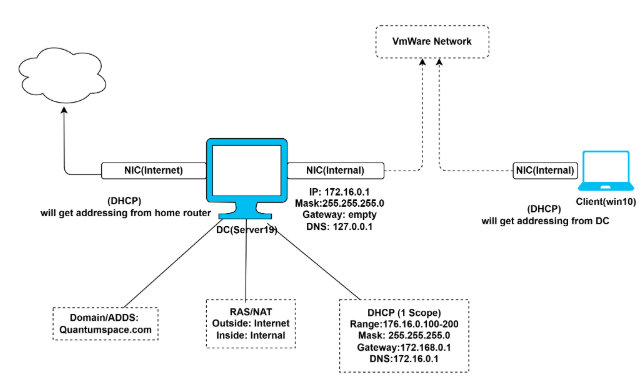 VmWare Network
NIC(Internet)
NIC(Internal)
NIC(Internal)
(DHCP)
will get addressing from home router
IP: 172.16.0.1
Mask:255.255.255.0
Gateway: empty
DNS: 127.0.0.1
Client(win10)
(DHCP)
will get addressing from DC
DC(Server19)
Domain/ADDS:
Quantumspace.com
RAS/NAT
Outside: Internet
Inside: Internal
DHCP (1 Scope)
Range:176.16.0.100-200
Mask: 255.255.255.0
Gateway:172.168.0.1
DNS:172.16.0.1